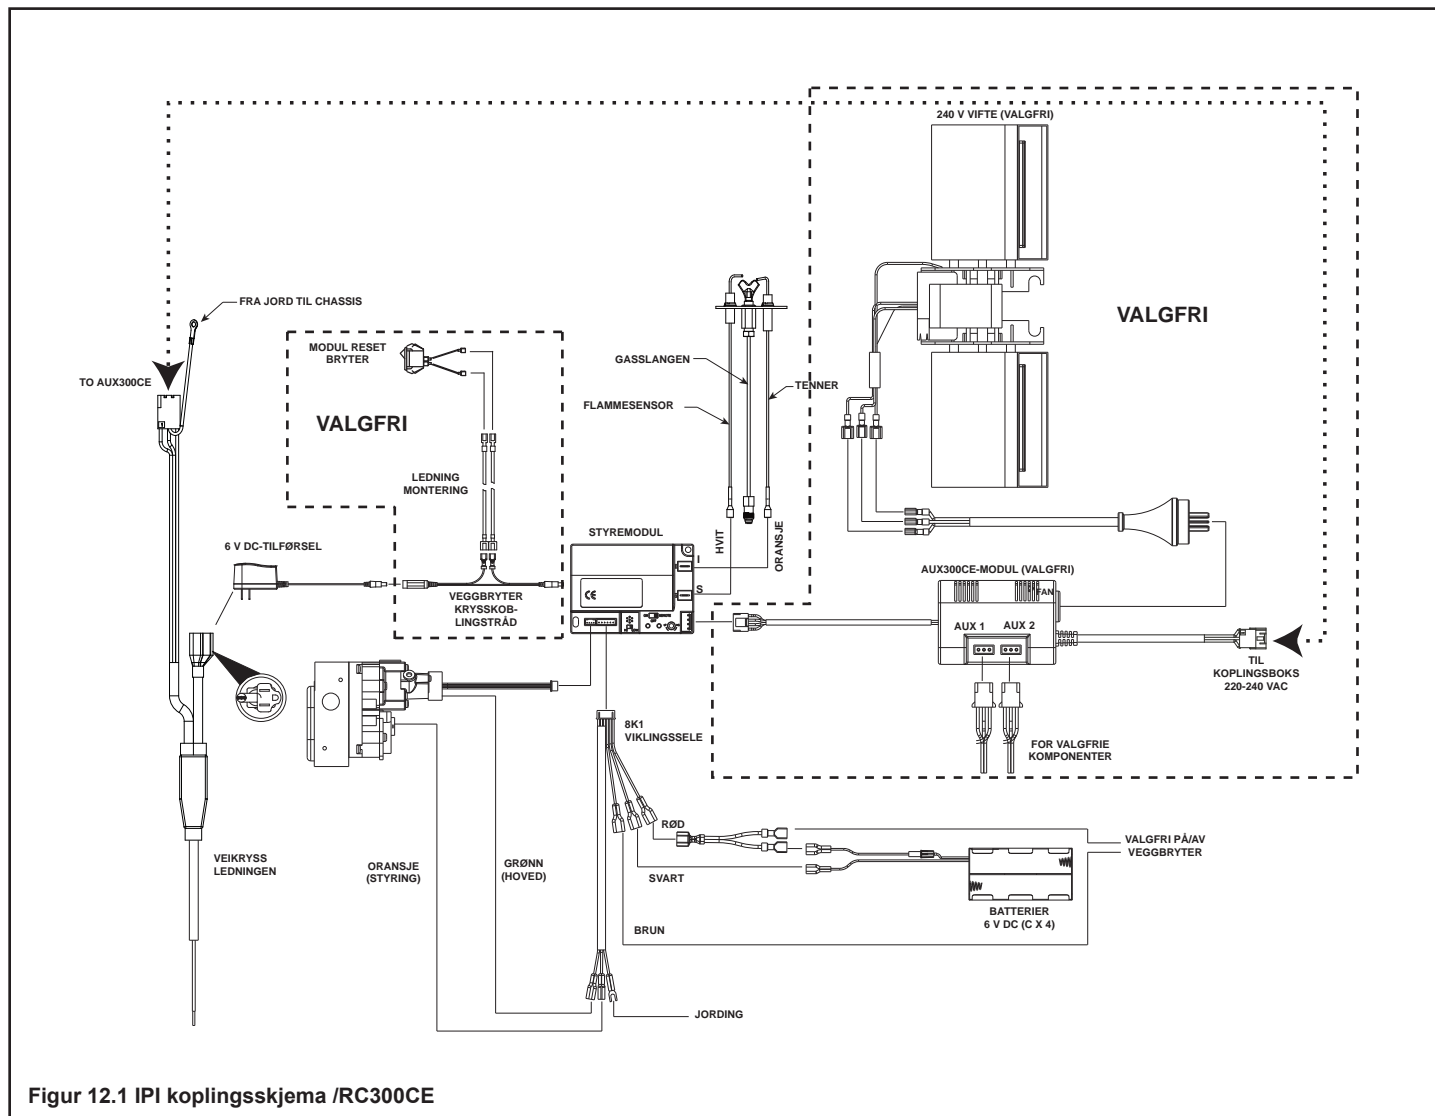 240 V VIFTE (VALGFRI)
FRA JORD TIL CHASSIS
VALGFRI
MODUL RESET
BRYTER
GASSLANGEN
TO AUX300CE
TENNER
FLAMMESENSOR
VALGFRI
LEDNING
MONTERING
STYREMODUL
HVIT
ORANSJE
6 V DC-TILFØRSEL
I
S
CE
AUX300CE-MODUL (VALGFRI)
FAN
VEGGBRYTER
KRYSSKOB-
LINGSTRÅD
AUX 1
AUX 2
TIL
KOPLINGSBOKS
220-240 VAC
8K1
VIKLINGSSELE
FOR VALGFRIE
KOMPONENTER
RØD
VALGFRI PÅ/AV
VEGGBRYTER
VEIKRYSS
LEDNINGEN
ORANSJE
(STYRING)
GRØNN
(HOVED)
SVART
BATTERIER
6 V DC (C X 4)
BRUN
JORDING
Figur 12.1 IPI koplingsskjema /RC300CE